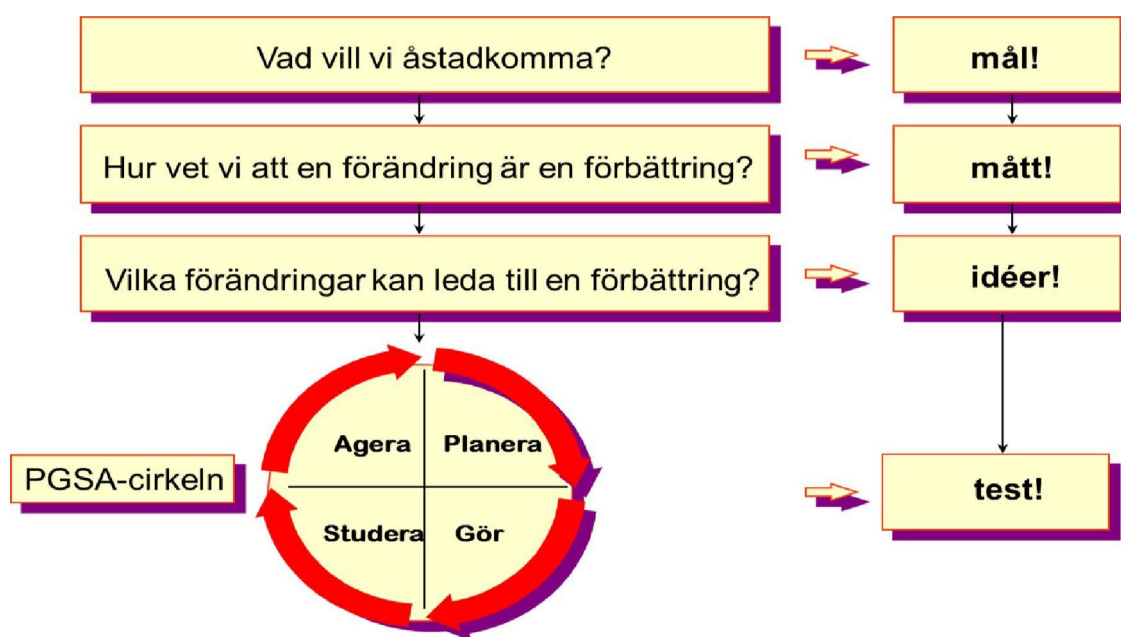 Vad vill vi åstadkomma?
mål!
Hur vet vi att en förändring är en förbättring?
mått!
Vilka förändringar kan leda till en förbättring?
idéer!
Agera
Planera
PGSA-cirkeln
test!
Studera
Gör